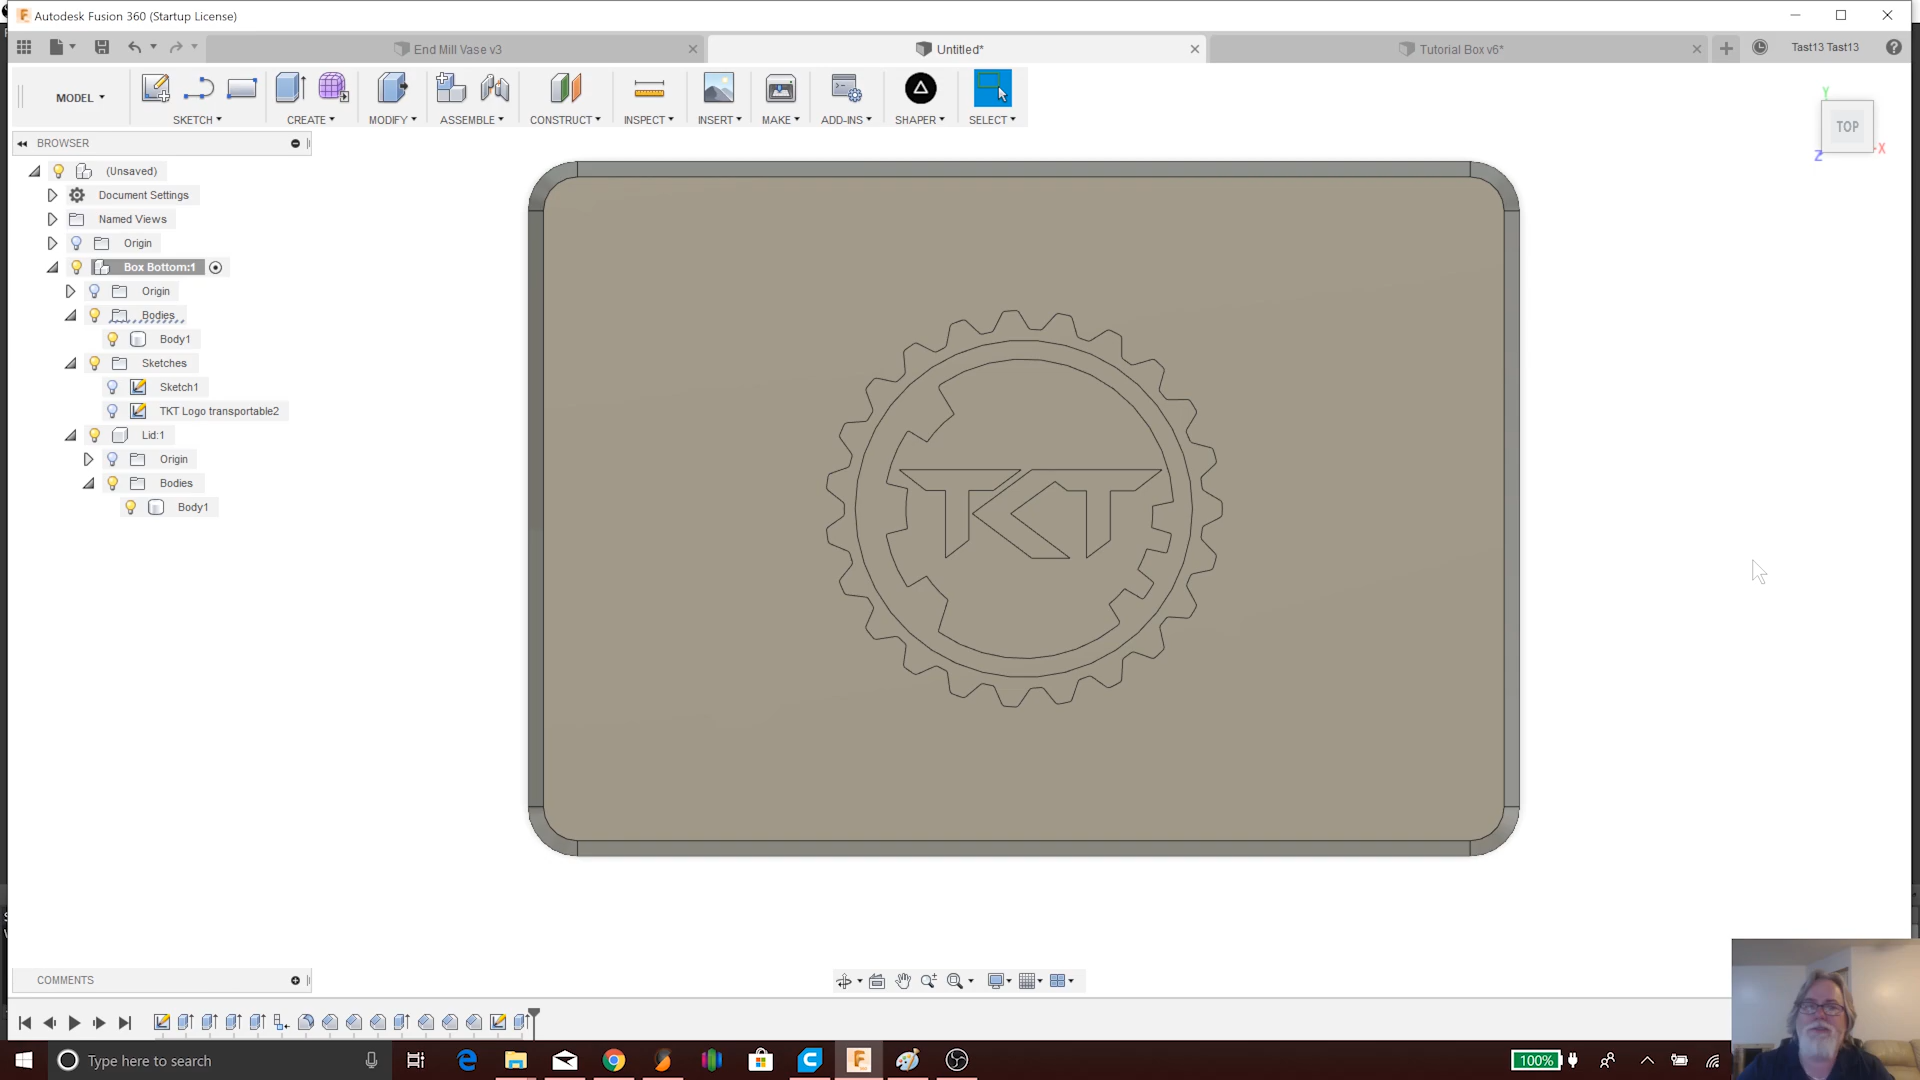 Autodesk Fusion 360 (Startup License)
End Mill Vase v3
Untitled*
Tutorial Box v6*
Tast13 Tast13
MODEL
SKETCH
CREATE
MODIFY
ASSEMBLE
CONSTRUCT
INSPECT
INSERT
MAKE
ADD-INS
SHAPER
SELECT
BROWSER
(Unsaved)
Document Settings
Named Views
Origin
Box Bottom:1
Origin
Bodies
Body1
Sketches
Sketch1
TKT Logo transportable2
Lid:1
Origin
Bodies
Body1
Y
TOP
X
Z
TKT
COMMENTS
Type here to search
100%